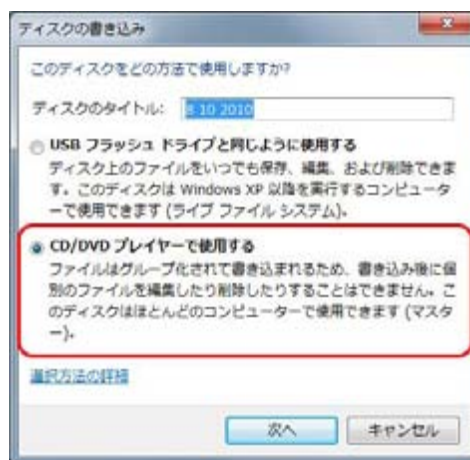 ディスクの書き込み
このディスクをどの方法で使用しますか?
ディスクのタイトル: 8 10 2010
USB フラッシュ ドライブと同じように使用する
ディスク上のファイルをいつでも保存、編集、および削除できま
す。このディスクは Windows XP 以降を実行するコンピュータ
ーで使用できます (ライブ ファイル システム)。
CD/DVD プレイヤーで使用する
ファイルはグループ化されて書き込まれるため、書き込み後に個
別のファイルを編集したり削除したりすることはできません。こ
のディスクはほとんどのコンピューターで使用できます (マスタ
ー)。
選択方法の詳細
次へ
キャンセル